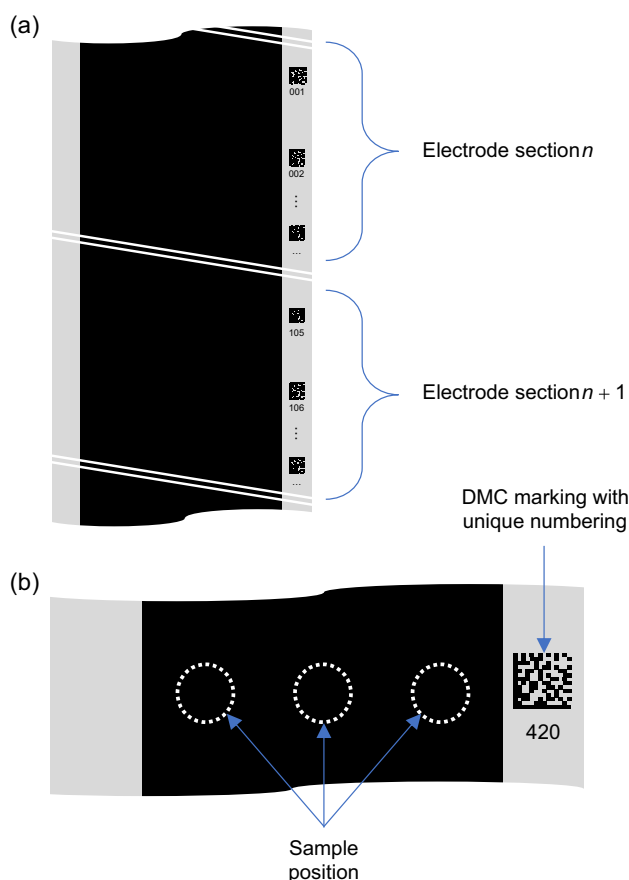 (a)
001
002
⋮
...
Electrode section n
105
106
⋮
...
Electrode section n + 1
DMC marking with
unique numbering
(b)
420
Sample
position